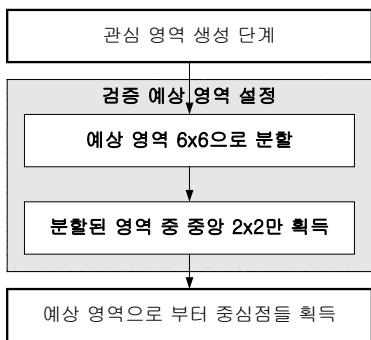 관심 영역 생성 단계
검증 예상 영역 설정
예상 영역 6x6으로 분할
분할된 영역 중 중앙 2x2만 획득
예상 영역으로 부터 중심점들 획득